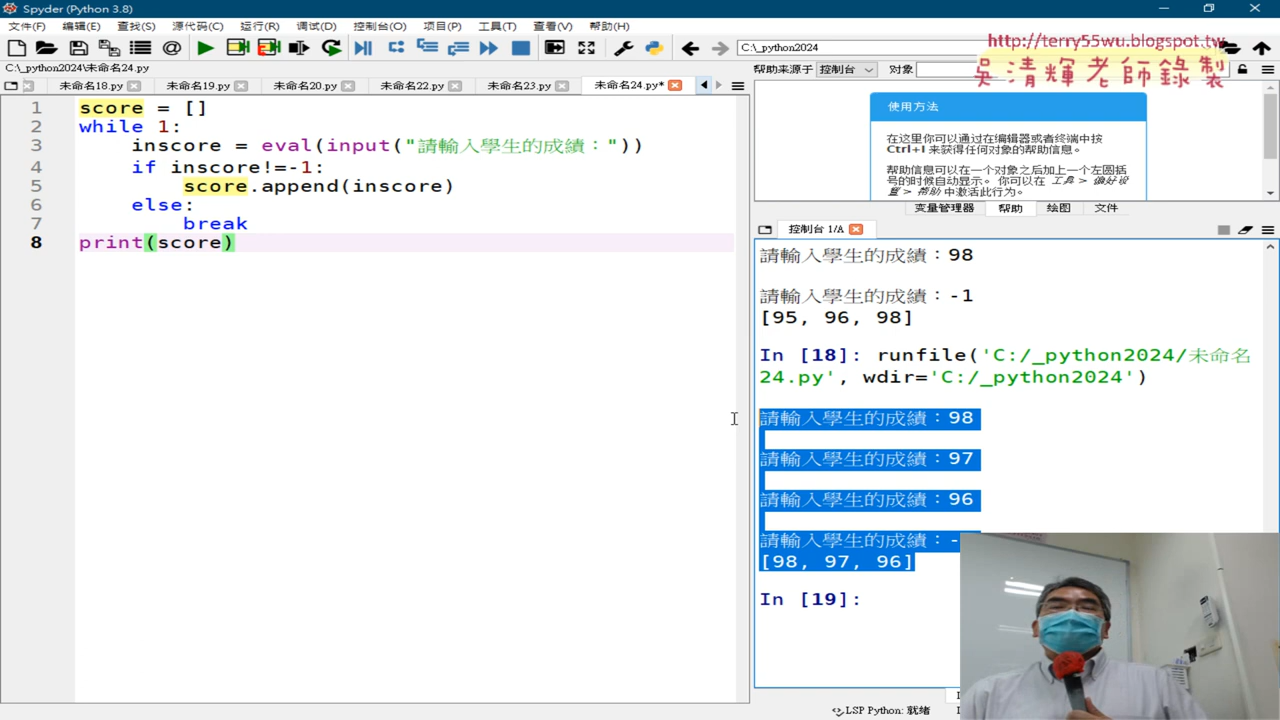 Spyder (Python 3.8)
文件(F) 编辑(E) 查找(S) 源代码(C) 运行(R) 调试(D) 控制台(O) 项目(P) 工具(T) 查看(V) 帮助(H)
C:\_python2024
http://terry55wu.blogspot.tw
吳清輝老師錄製
C:\_python2024\未命名24.py
帮助来源于 控制台 对象
未命名18.py 未命名19.py 未命名20.py 未命名22.py 未命名23.py 未命名24.py*
1 score = []
2 while 1:
3 inscore = eval(input("請輸入學生的成績："))
4 if inscore!=-1:
5 score.append(inscore)
6 else:
7 break
8 print(score)
使用方法
在这里你可以通过在编辑器或者终端中按
Ctrl+I 来获得任何对象的帮助信息。
帮助信息可以在一个对象之后加上一个左圆括
号的时候自动显示。 你可以在 工具 > 偏好设
置 > 帮助 中激活此行为。
变量管理器 帮助 绘图 文件
控制台 1/A
請輸入學生的成績：98
請輸入學生的成績：-1
[95, 96, 98]
In [18]: runfile('C:/_python2024/未命名
24.py', wdir='C:/_python2024')
請輸入學生的成績：98
請輸入學生的成績：97
請輸入學生的成績：96
請輸入學生的成績：-
[98, 97, 96]
In [19]:
LSP Python: 就绪